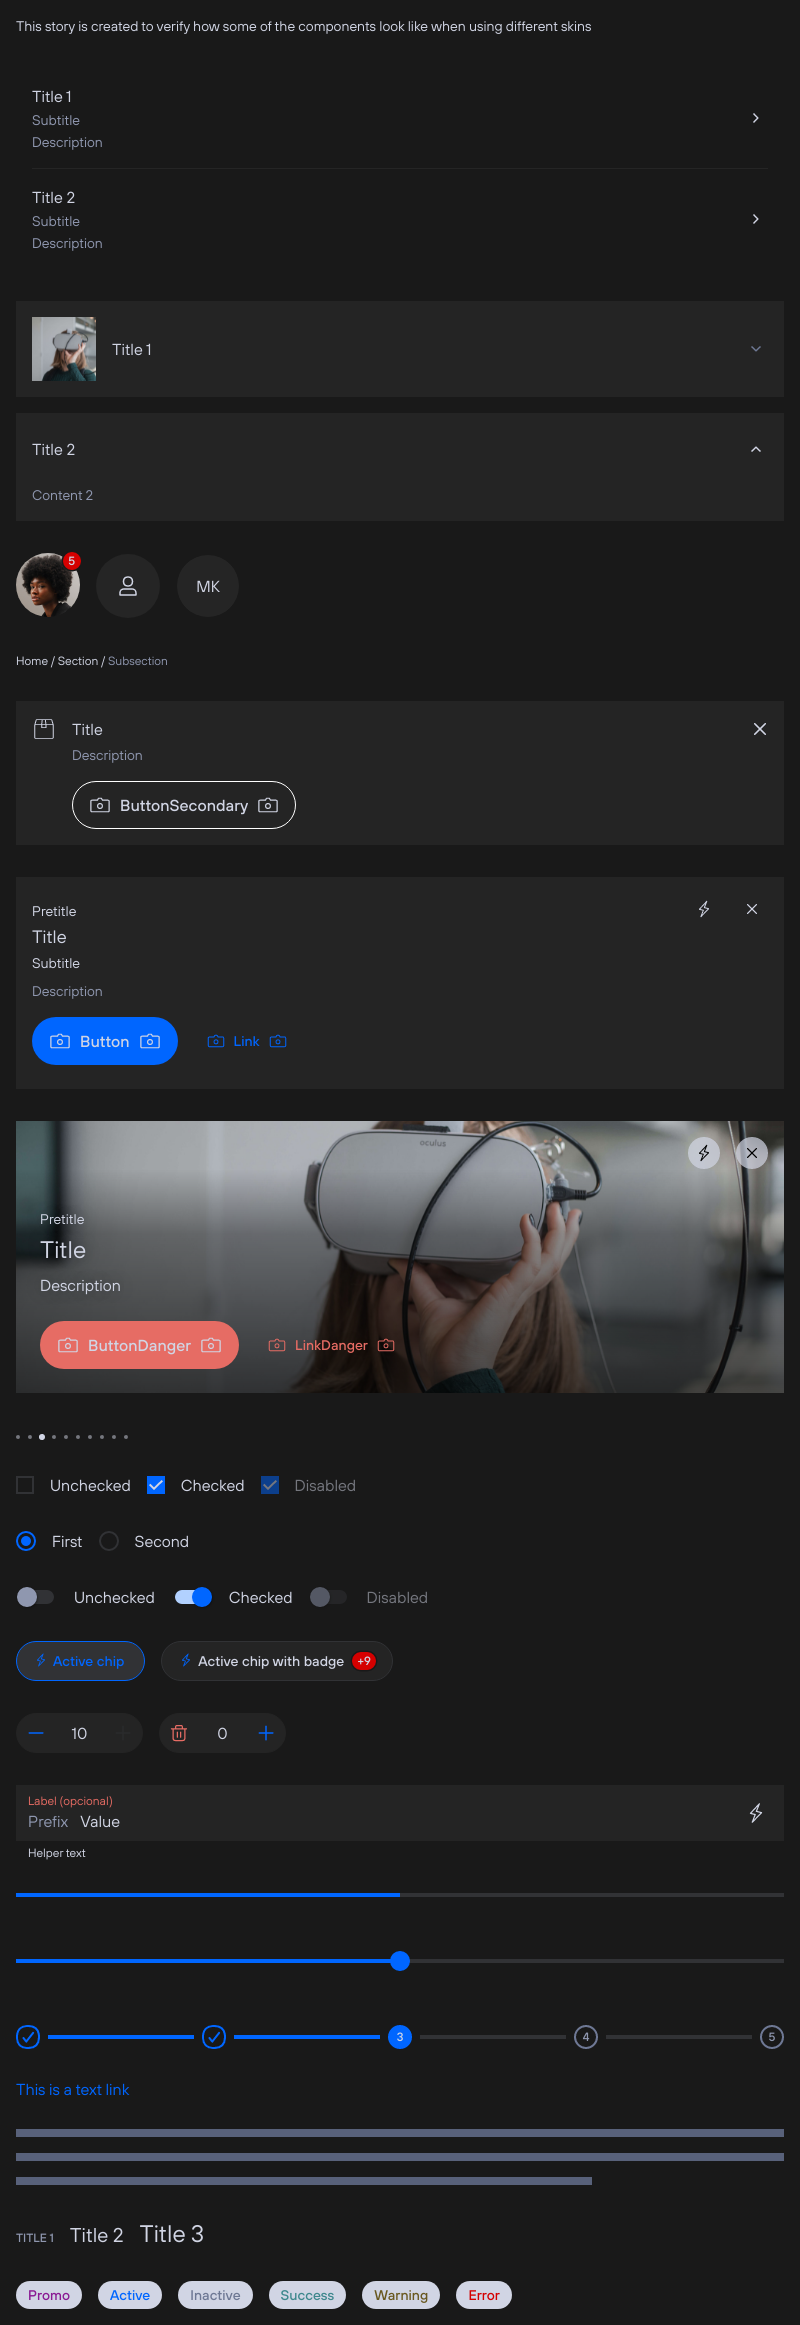 This story is created to verify how some of the components look like when using different skins
Title 1
Subtitle
Description
Title 2
Subtitle
Description
Title 1
Title 2
Content 2
5
MK
Home / Section / Subsection
Title
Description
ButtonSecondary
Pretitle
Title
Subtitle
Description
Button Link
oculus
Pretitle
Title
Description
ButtonDanger LinkDanger
Unchecked Checked Disabled
First Second
Unchecked Checked Disabled
Active chip Active chip with badge +9
10 0
Label (opcional)
Prefix Value
Helper text
3 4 5
This is a text link
TITLE 1 Title 2 Title 3
Promo Active Inactive Success Warning Error